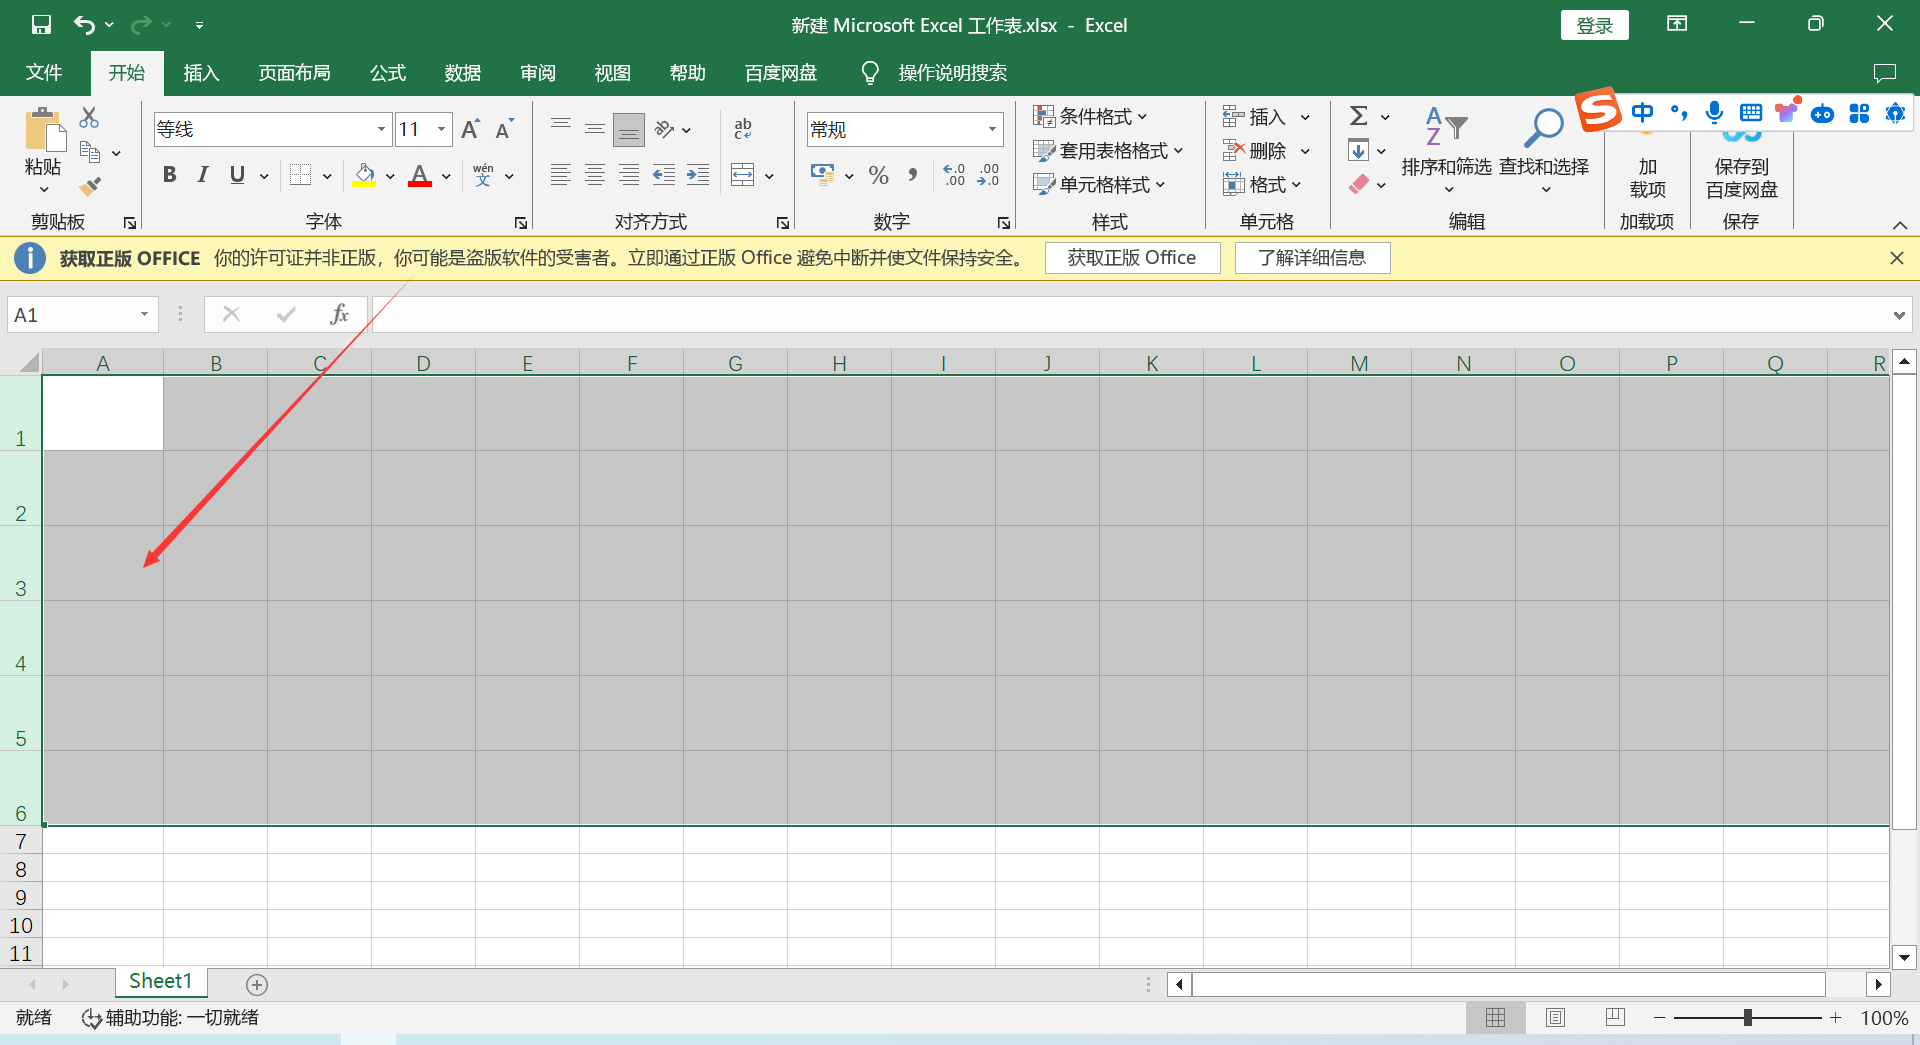 新建 Microsoft Excel 工作表.xlsx - Excel
登录
文件 开始 插入 页面布局 公式 数据 审阅 视图 帮助 百度网盘 操作说明搜索
粘贴
剪贴板
等线 11 A A
B I U A wén 文
字体
ab c
对齐方式
常规
% , .00 .0
数字
条件格式
套用表格格式
单元格样式
样式
插入
删除
格式
单元格
Σ
A Z
排序和筛选 查找和选择
编辑
加
载项
加载项
保存到
百度网盘
保存
S 中
获取正版 OFFICE 你的许可证并非正版，你可能是盗版软件的受害者。立即通过正版 Office 避免中断并使文件保持安全。 获取正版 Office 了解详细信息
A1 fx
A B C D E F G H I J K L M N O P Q R
1
2
3
4
5
6
7
8
9
10
11
Sheet1
就绪 辅助功能: 一切就绪 100%